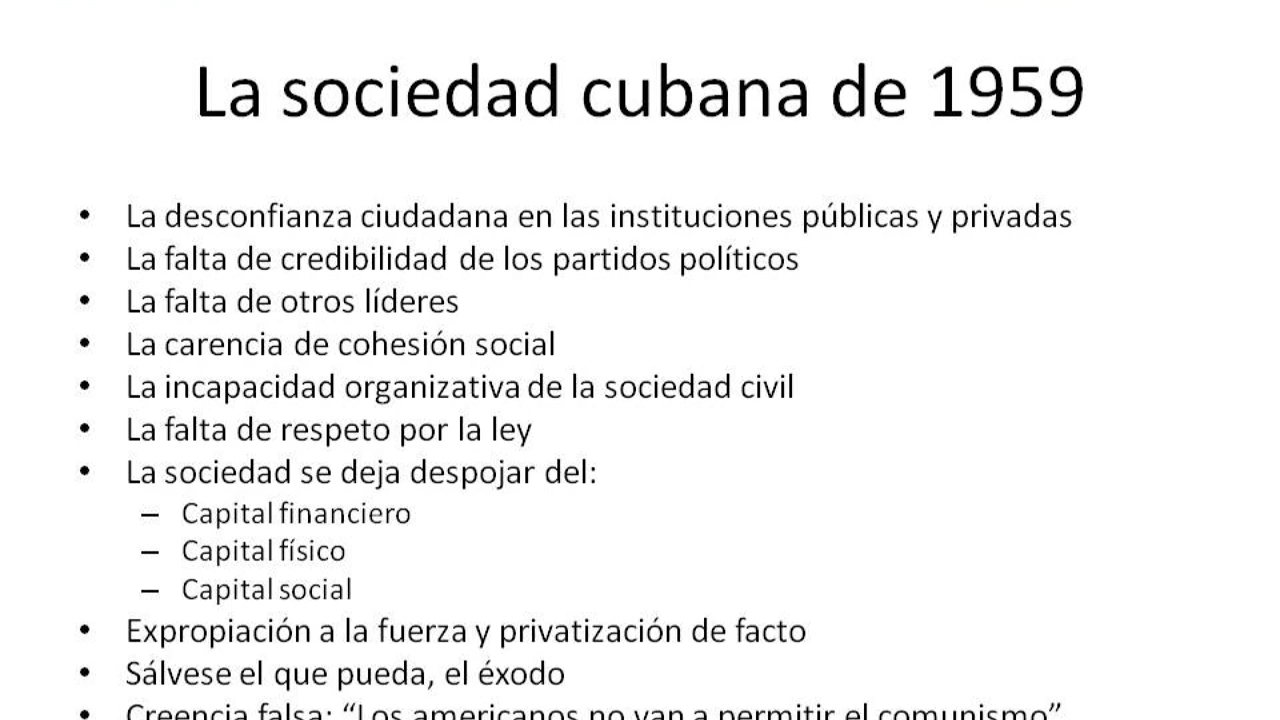 La sociedad cubana de 1959
• La desconfianza ciudadana en las instituciones públicas y privadas
• La falta de credibilidad de los partidos políticos
• La falta de otros líderes
• La carencia de cohesión social
• La incapacidad organizativa de la sociedad civil
• La falta de respeto por la ley
• La sociedad se deja despojar del:
– Capital financiero
– Capital físico
– Capital social
• Expropiación a la fuerza y privatización de facto
• Sálvese el que pueda, el éxodo
• Creencia falsa: “Los americanos no van a permitir el comunismo”